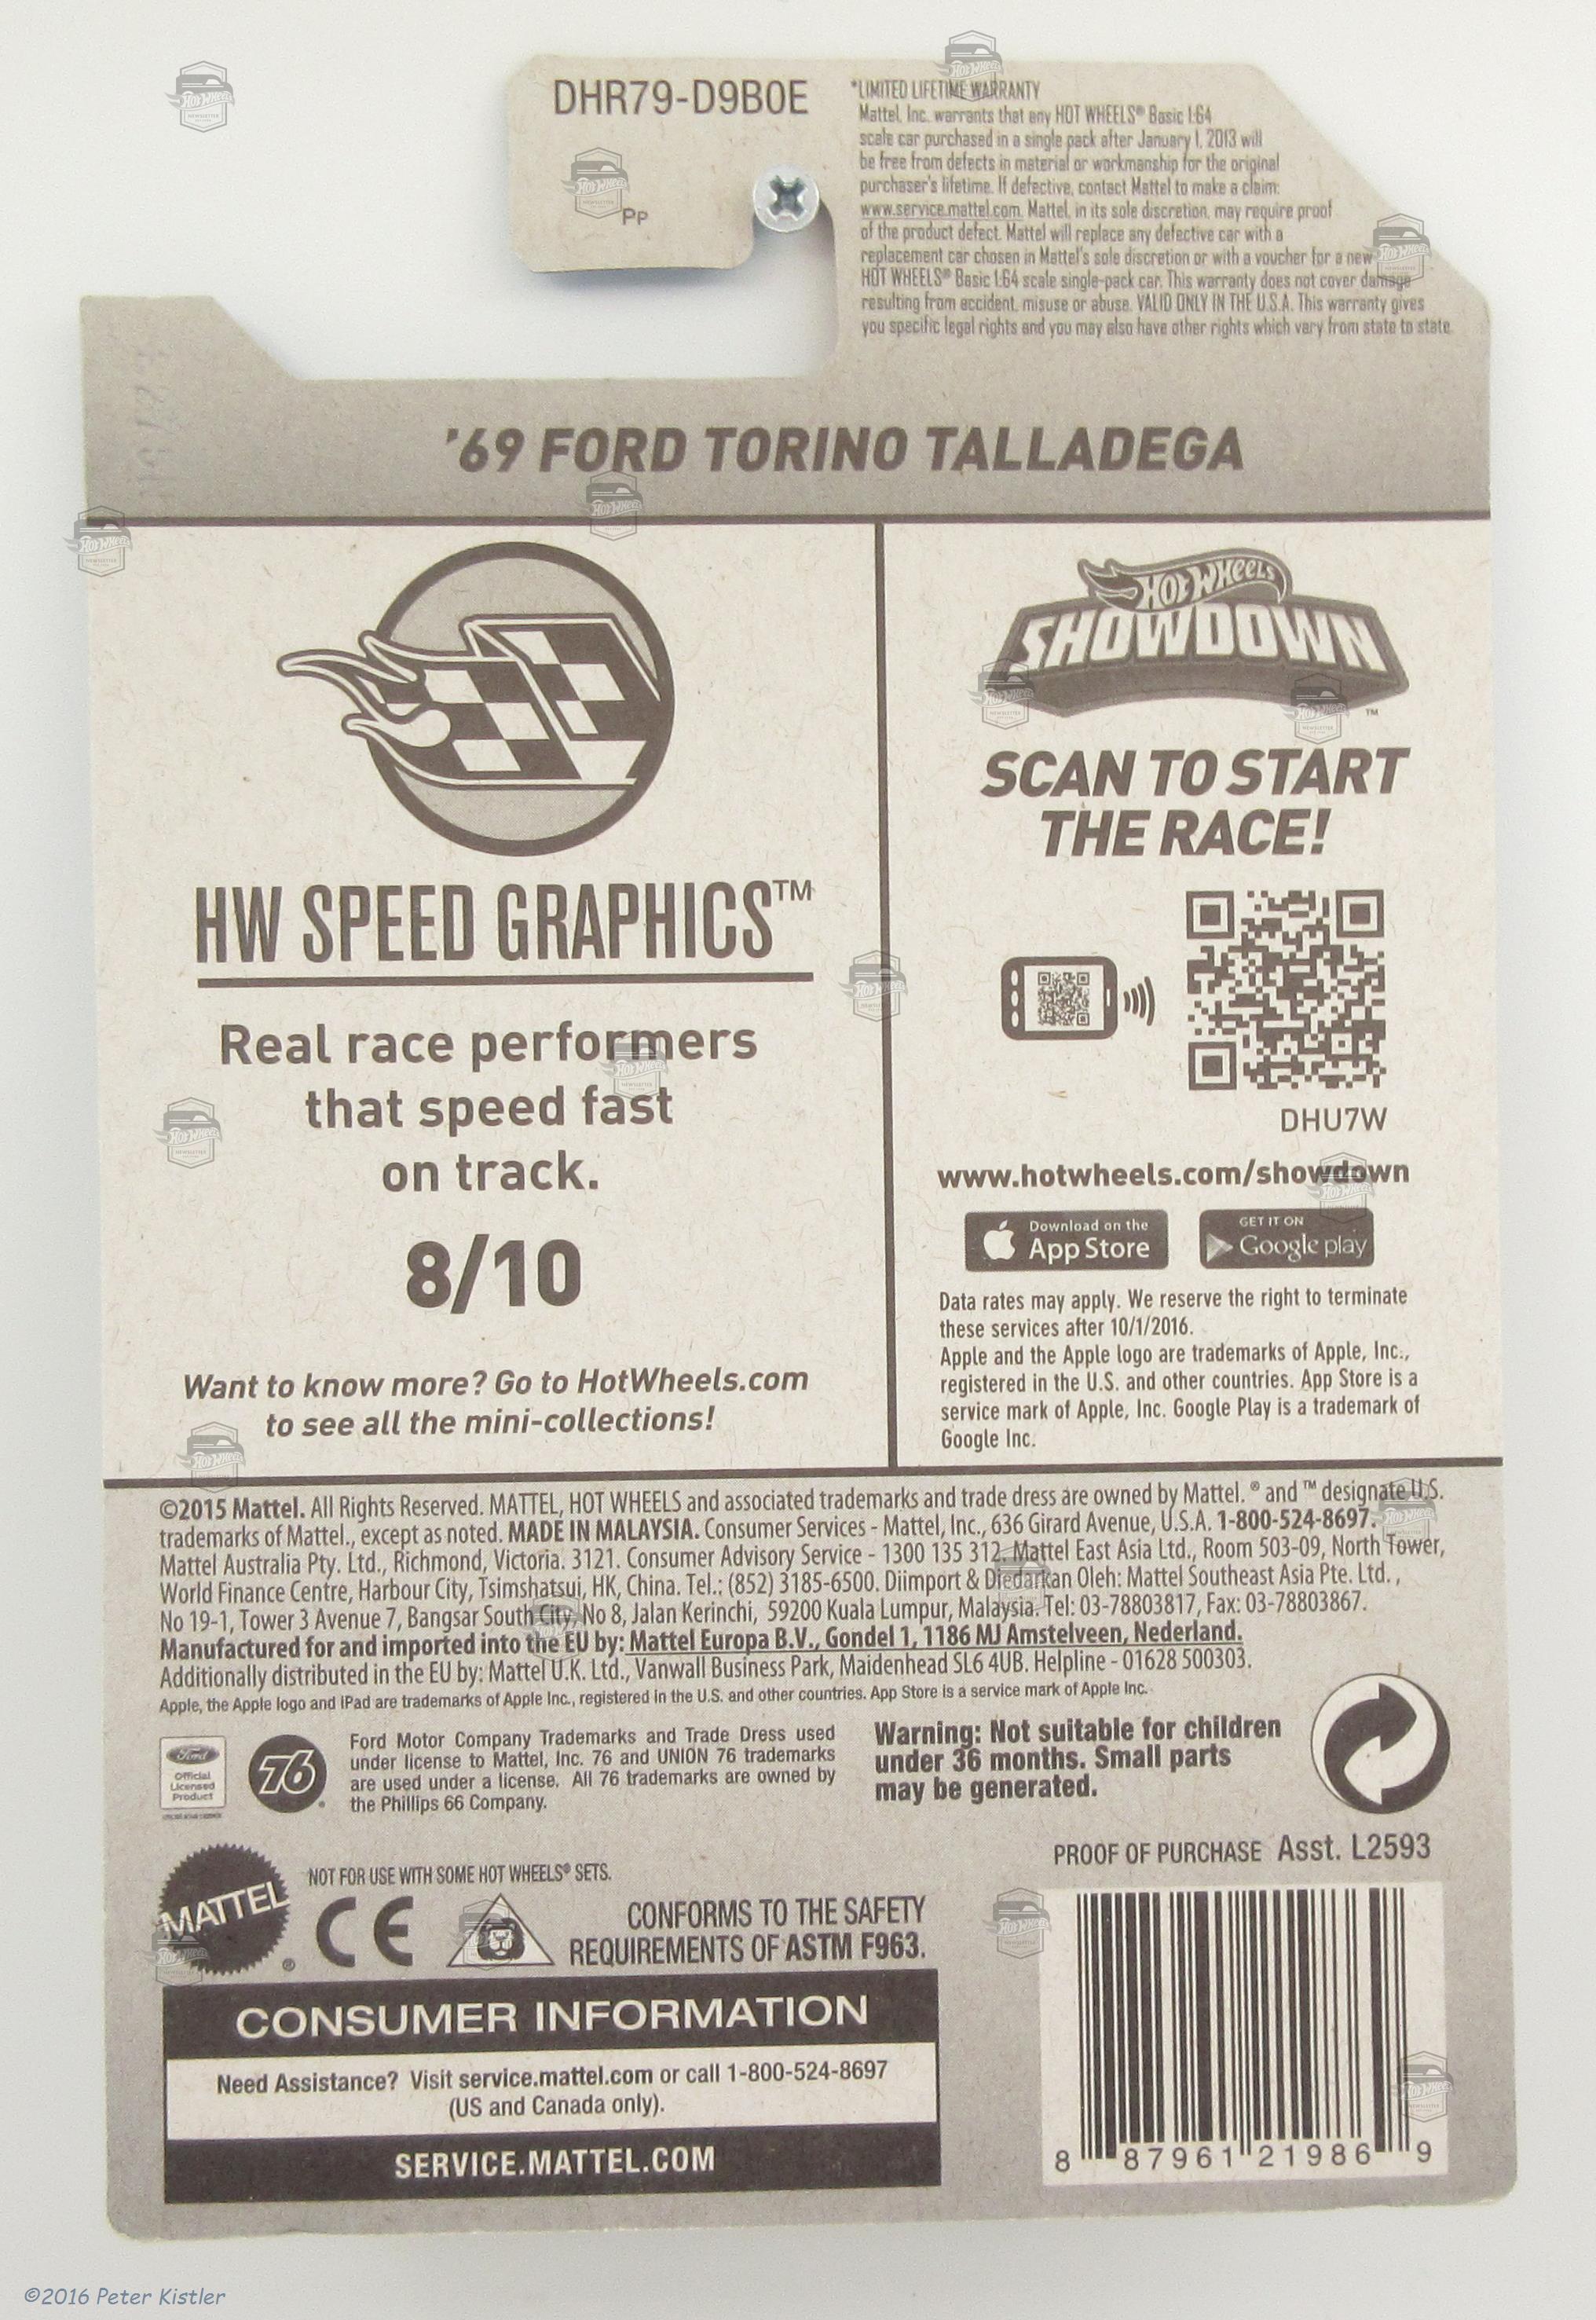 DHR79-D9B0E
Pp
*LIMITED LIFETIME WARRANTY
Mattel, Inc. warrants that any HOT WHEELS® Basic 1:64
scale car purchased in a single pack after January 1, 2013 will
be free from defects in material or workmanship for the original
purchaser's lifetime. If defective, contact Mattel to make a claim:
www.service.mattel.com. Mattel, in its sole discretion, may require proof
of the product defect. Mattel will replace any defective car with a
replacement car chosen in Mattel's sole discretion or with a voucher for a new
HOT WHEELS® Basic 1:64 scale single-pack car. This warranty does not cover damage
resulting from accident, misuse or abuse. VALID ONLY IN THE U.S.A. This warranty gives
you specific legal rights and you may also have other rights which vary from state to state.
'69 FORD TORINO TALLADEGA
HW SPEED GRAPHICS™
Real race performers
that speed fast
on track.
8/10
Want to know more? Go to HotWheels.com
to see all the mini-collections!
HOT WHEELS
SHOWDOWN
™
SCAN TO START
THE RACE!
DHU7W
www.hotwheels.com/showdown
Download on the
App Store
GET IT ON
Google play
Data rates may apply. We reserve the right to terminate
these services after 10/1/2016.
Apple and the Apple logo are trademarks of Apple, Inc.,
registered in the U.S. and other countries. App Store is a
service mark of Apple, Inc. Google Play is a trademark of
Google Inc.
©2015 Mattel. All Rights Reserved. MATTEL, HOT WHEELS and associated trademarks and trade dress are owned by Mattel. ® and ™ designate U.S.
trademarks of Mattel., except as noted. MADE IN MALAYSIA. Consumer Services - Mattel, Inc., 636 Girard Avenue, U.S.A. 1-800-524-8697.
Mattel Australia Pty. Ltd., Richmond, Victoria. 3121. Consumer Advisory Service - 1300 135 312. Mattel East Asia Ltd., Room 503-09, North Tower,
World Finance Centre, Harbour City, Tsimshatsui, HK, China. Tel.: (852) 3185-6500. Diimport & Diedarkan Oleh: Mattel Southeast Asia Pte. Ltd. ,
No 19-1, Tower 3 Avenue 7, Bangsar South City, No 8, Jalan Kerinchi, 59200 Kuala Lumpur, Malaysia. Tel: 03-78803817, Fax: 03-78803867.
Manufactured for and imported into the EU by: Mattel Europa B.V., Gondel 1, 1186 MJ Amstelveen, Nederland.
Additionally distributed in the EU by: Mattel U.K. Ltd., Vanwall Business Park, Maidenhead SL6 4UB. Helpline - 01628 500303.
Apple, the Apple logo and iPad are trademarks of Apple Inc., registered in the U.S. and other countries. App Store is a service mark of Apple Inc.
Ford
Official
Licensed
Product
76
Ford Motor Company Trademarks and Trade Dress used
under license to Mattel, Inc. 76 and UNION 76 trademarks
are used under a license. All 76 trademarks are owned by
the Phillips 66 Company.
Warning: Not suitable for children
under 36 months. Small parts
may be generated.
MATTEL
®
NOT FOR USE WITH SOME HOT WHEELS® SETS.
CE
CONFORMS TO THE SAFETY
REQUIREMENTS OF ASTM F963.
PROOF OF PURCHASE Asst. L2593
8 87961 21986 9
CONSUMER INFORMATION
Need Assistance? Visit service.mattel.com or call 1-800-524-8697
(US and Canada only).
SERVICE.MATTEL.COM
©2016 Peter Kistler